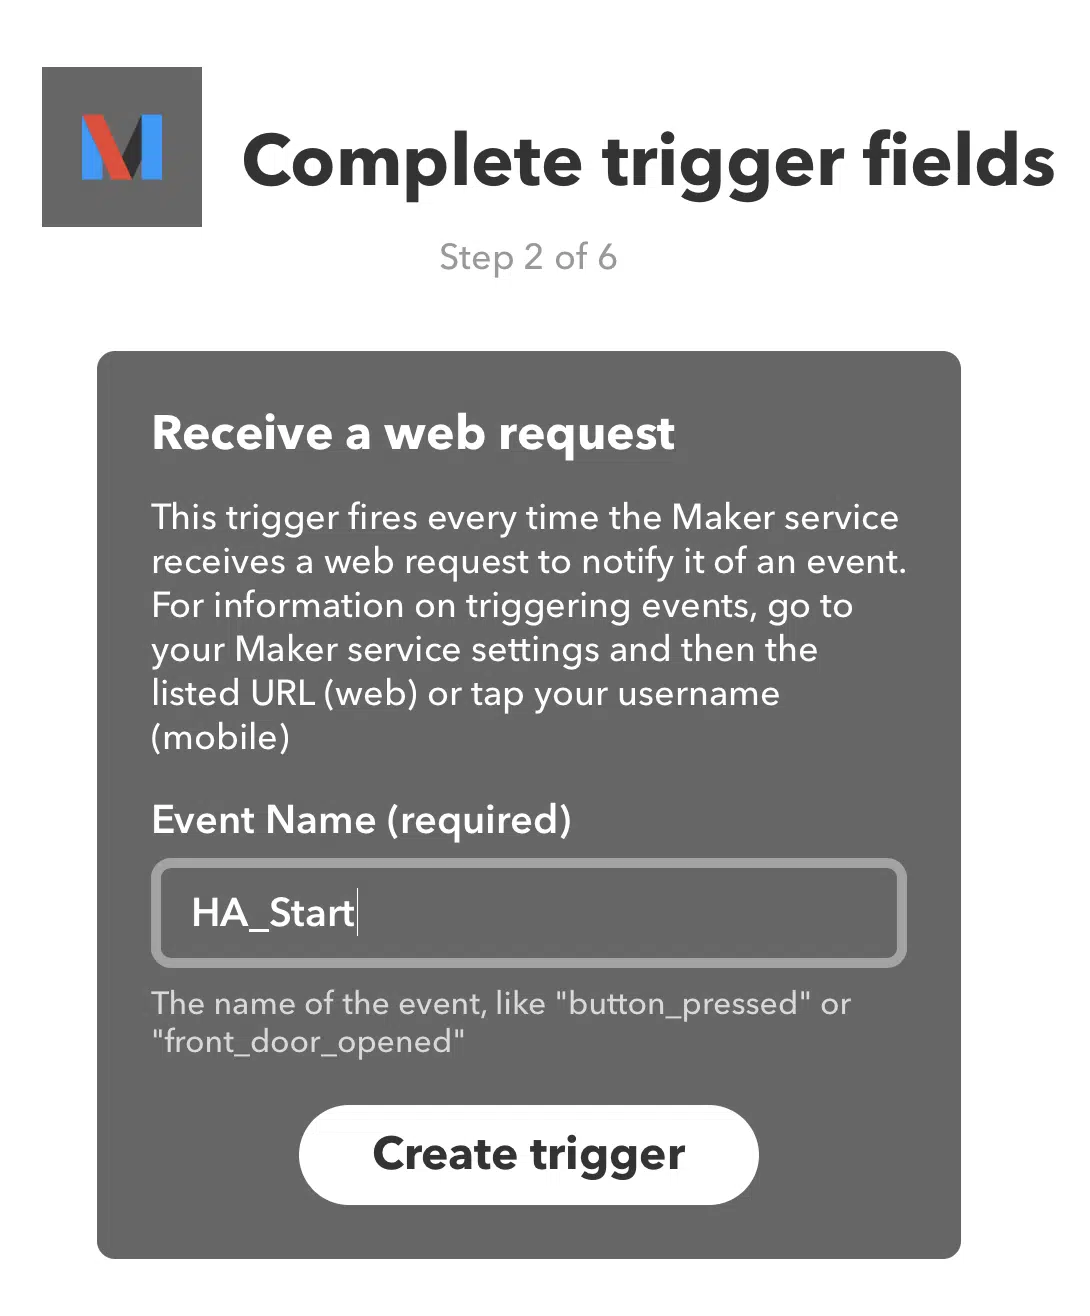 Complete trigger fields
Step 2 of 6
Receive a web request
This trigger fires every time the Maker service
receives a web request to notify it of an event.
For information on triggering events, go to
your Maker service settings and then the
listed URL (web) or tap your username
(mobile)
Event Name (required)
HA_Start
The name of the event, like "button_pressed" or
"front_door_opened"
Create trigger